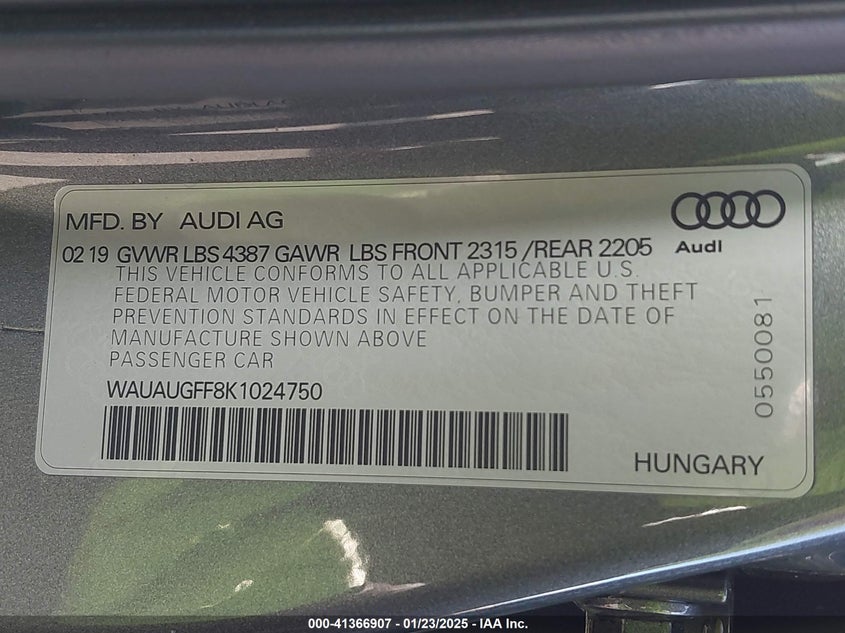 MFD. BY AUDI AG
02 19 GVWR LBS 4387 GAWR LBS FRONT 2315 /REAR 2205
Audi
THIS VEHICLE CONFORMS TO ALL APPLICABLE U.S.
FEDERAL MOTOR VEHICLE SAFETY, BUMPER AND THEFT
PREVENTION STANDARDS IN EFFECT ON THE DATE OF
MANUFACTURE SHOWN ABOVE
PASSENGER CAR
WAUAUGFF8K1024750
0550081
HUNGARY
000-41366907 - 01/23/2025 - IAA Inc.